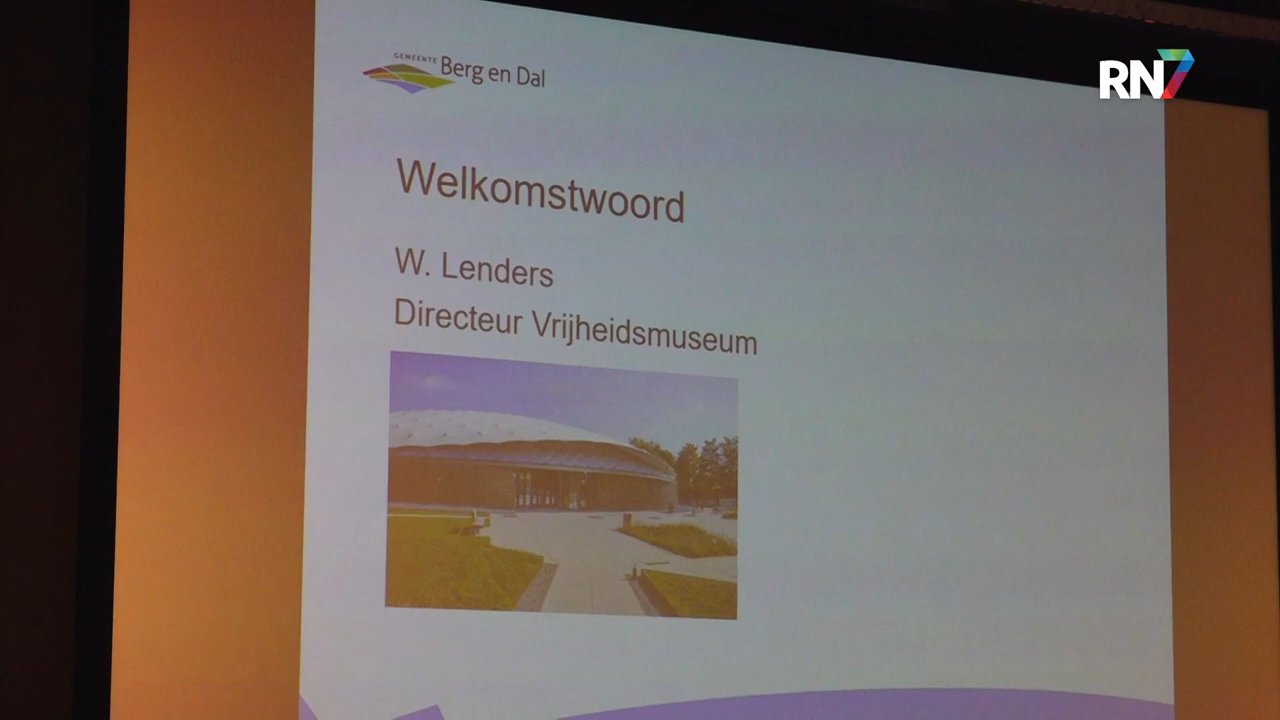 GEMEENTE
Berg en Dal
RN7
Welkomstwoord
W. Lenders
Directeur Vrijheidsmuseum